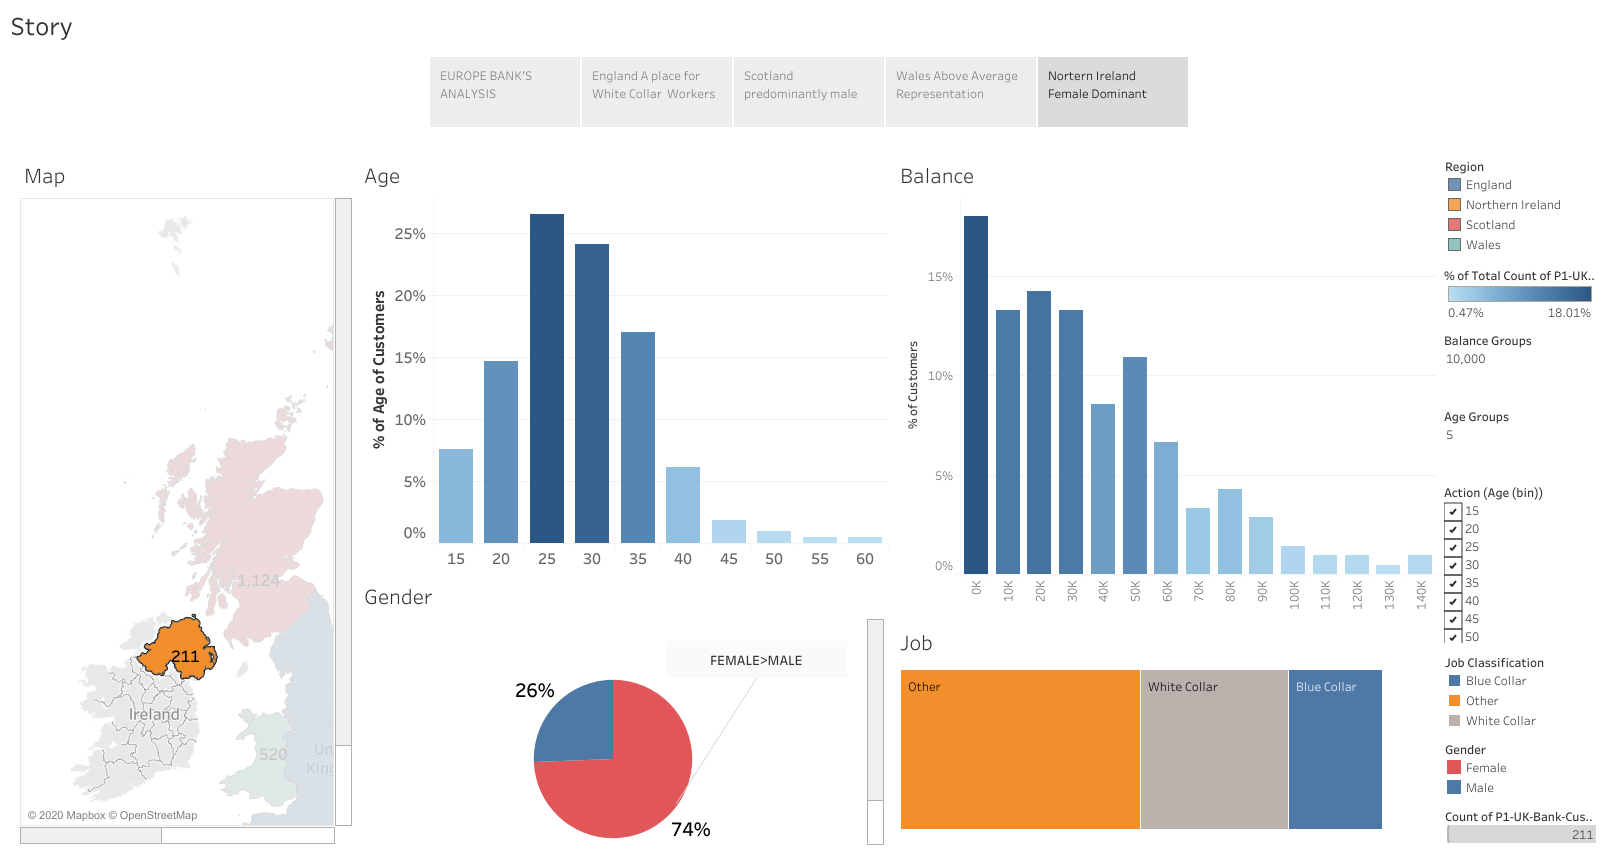 Story
EUROPE BANK'S
ANALYSIS
England A place for
White Collar Workers
Scotland
predominantly male
Wales Above Average
Representation
Nortern Ireland
Female Dominant
Map
1,124
211
Ireland
520
Un
King
© 2020 Mapbox © OpenStreetMap
Age
% of Age of Customers
25%
20%
15%
10%
5%
0%
15 20 25 30 35 40 45 50 55 60
Gender
FEMALE>MALE
26%
74%
Balance
% of Customers
15%
10%
5%
0%
0K 10K 20K 30K 40K 50K 60K 70K 80K 90K 100K 110K 120K 130K 140K
Job
Other
White Collar
Blue Collar
Region
England
Northern Ireland
Scotland
Wales
% of Total Count of P1-UK..
0.47% 18.01%
Balance Groups
10,000
Age Groups
5
Action (Age (bin))
15
20
25
30
35
40
45
50
Job Classification
Blue Collar
Other
White Collar
Gender
Female
Male
Count of P1-UK-Bank-Cus..
211